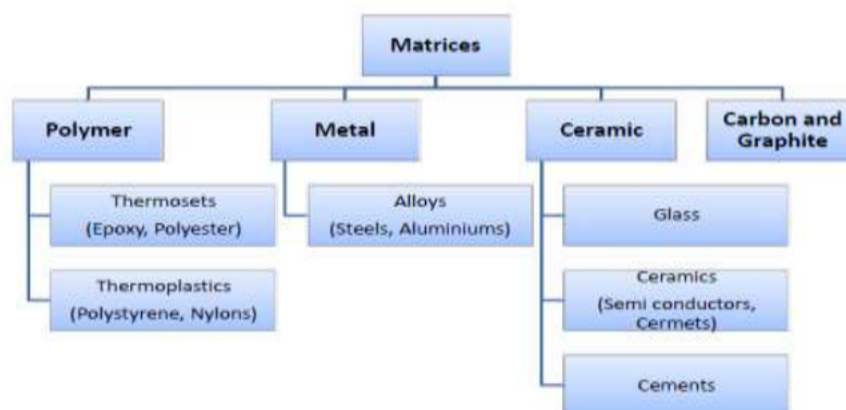 Matrices
Polymer
Metal
Ceramic
Carbon and
Graphite
Thermosets
(Epoxy, Polyester)
Alloys
(Steels, Aluminiums)
Glass
Thermoplastics
(Polystyrene, Nylons)
Ceramics
(Semi conductors,
Cermets)
Cements